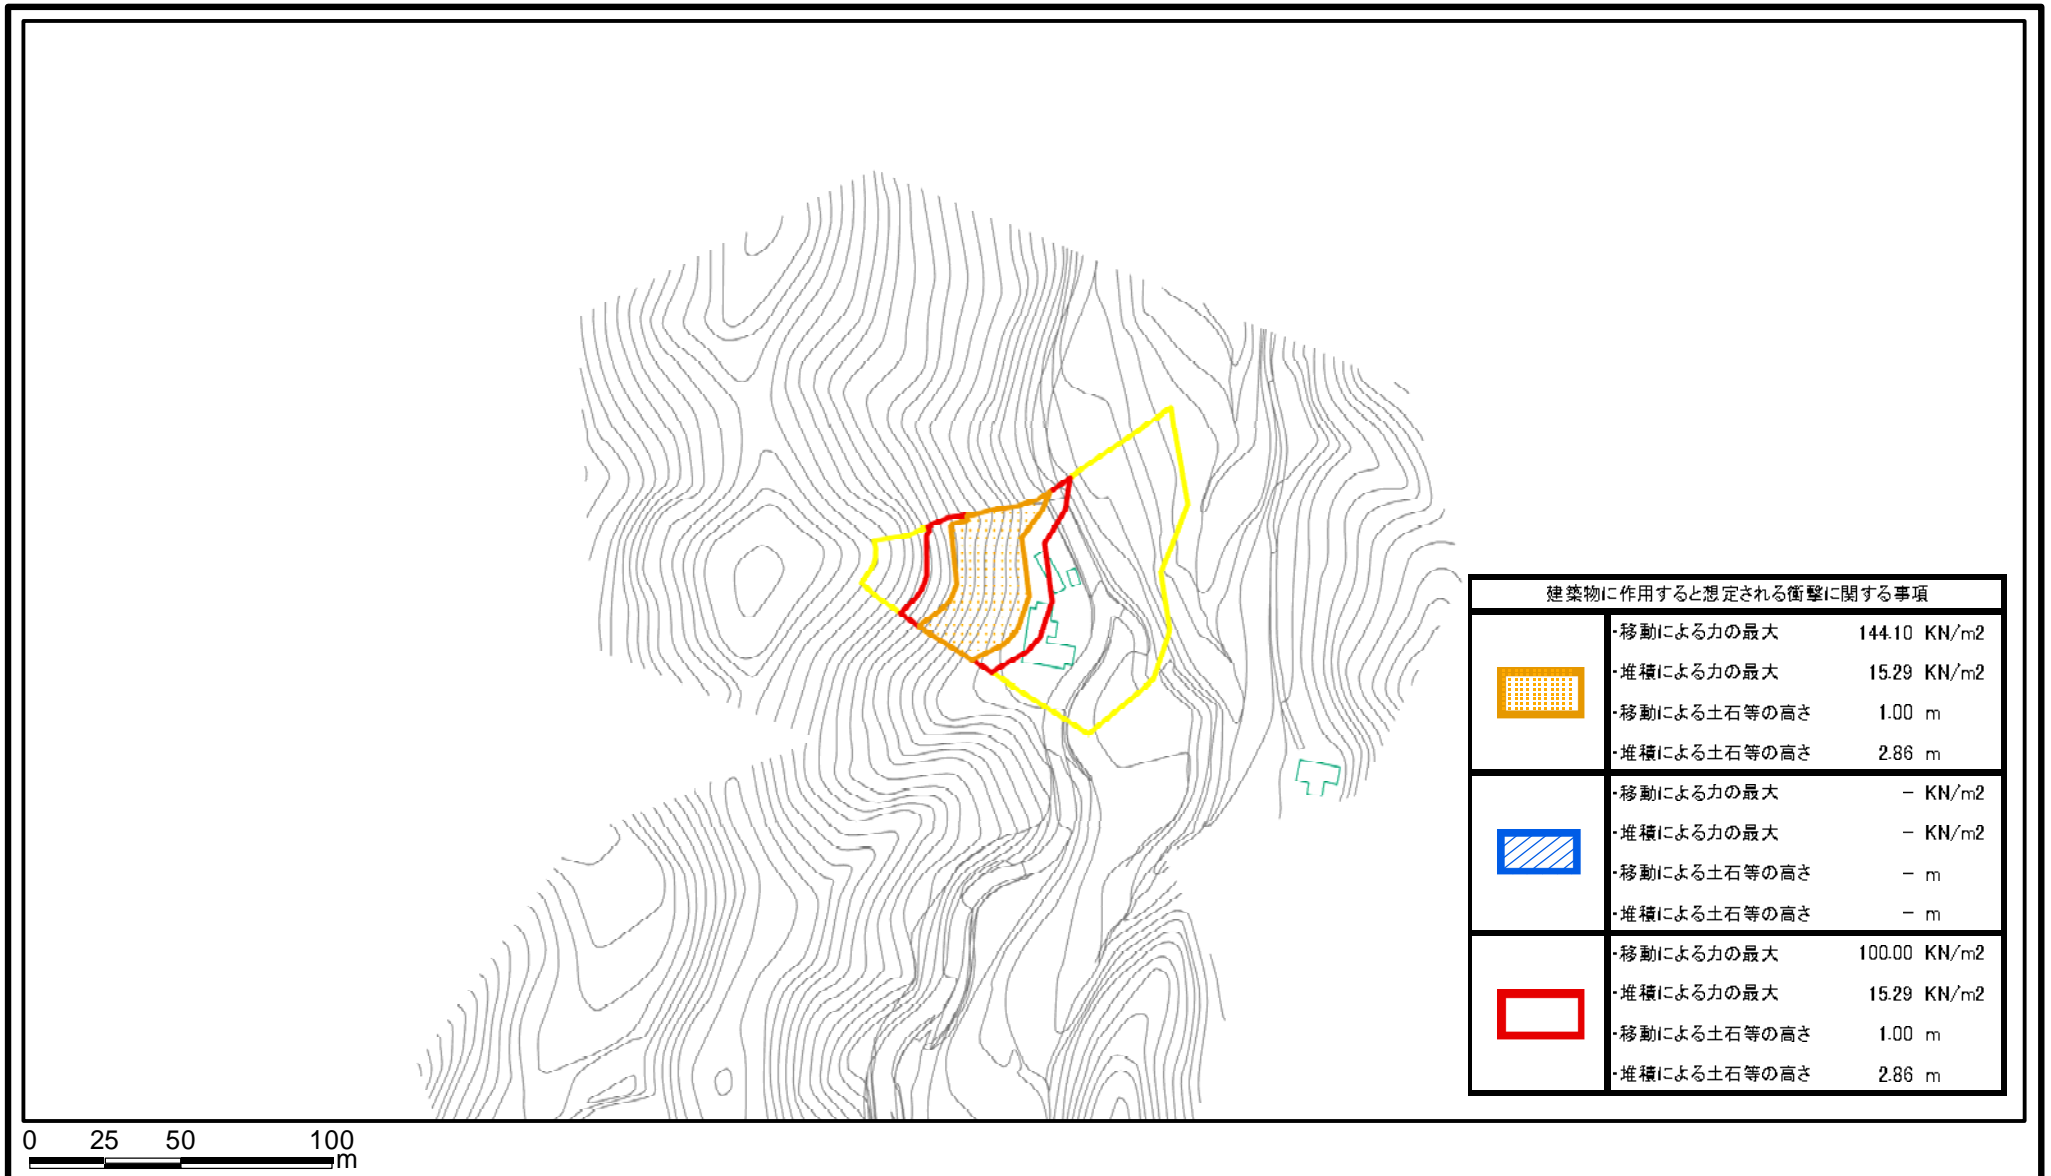 建築物に作用すると想定される衝撃に関する事項
・移動による力の最大 144.10 KN/m2
・堆積による力の最大 15.29 KN/m2
・移動による土石等の高さ 1.00 m
・堆積による土石等の高さ 2.86 m
・移動による力の最大 － KN/m2
・堆積による力の最大 － KN/m2
・移動による土石等の高さ － m
・堆積による土石等の高さ － m
・移動による力の最大 100.00 KN/m2
・堆積による力の最大 15.29 KN/m2
・移動による土石等の高さ 1.00 m
・堆積による土石等の高さ 2.86 m
0 25 50 100
m